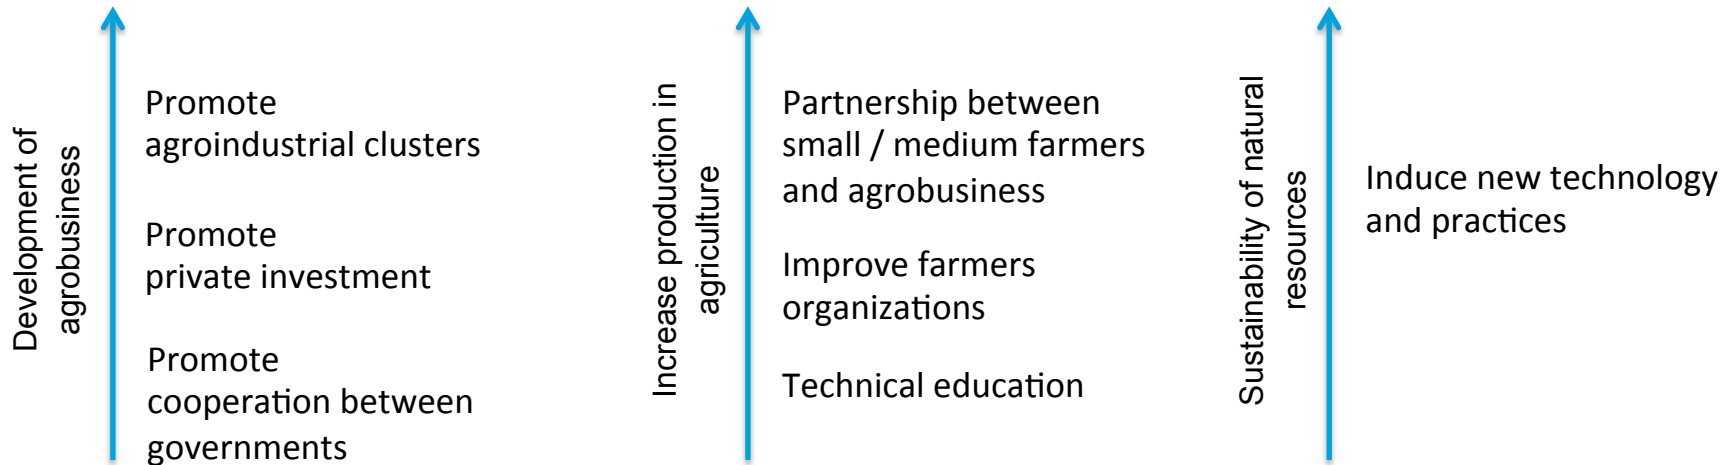 Development of
agrobusiness
Promote
agroindustrial clusters
Promote
private investment
Promote
cooperation between
governments
Increase production in
agriculture
Partnership between
small / medium farmers
and agrobusiness
Improve farmers
organizations
Technical education
Sustainability of natural
resources
Induce new technology
and practices